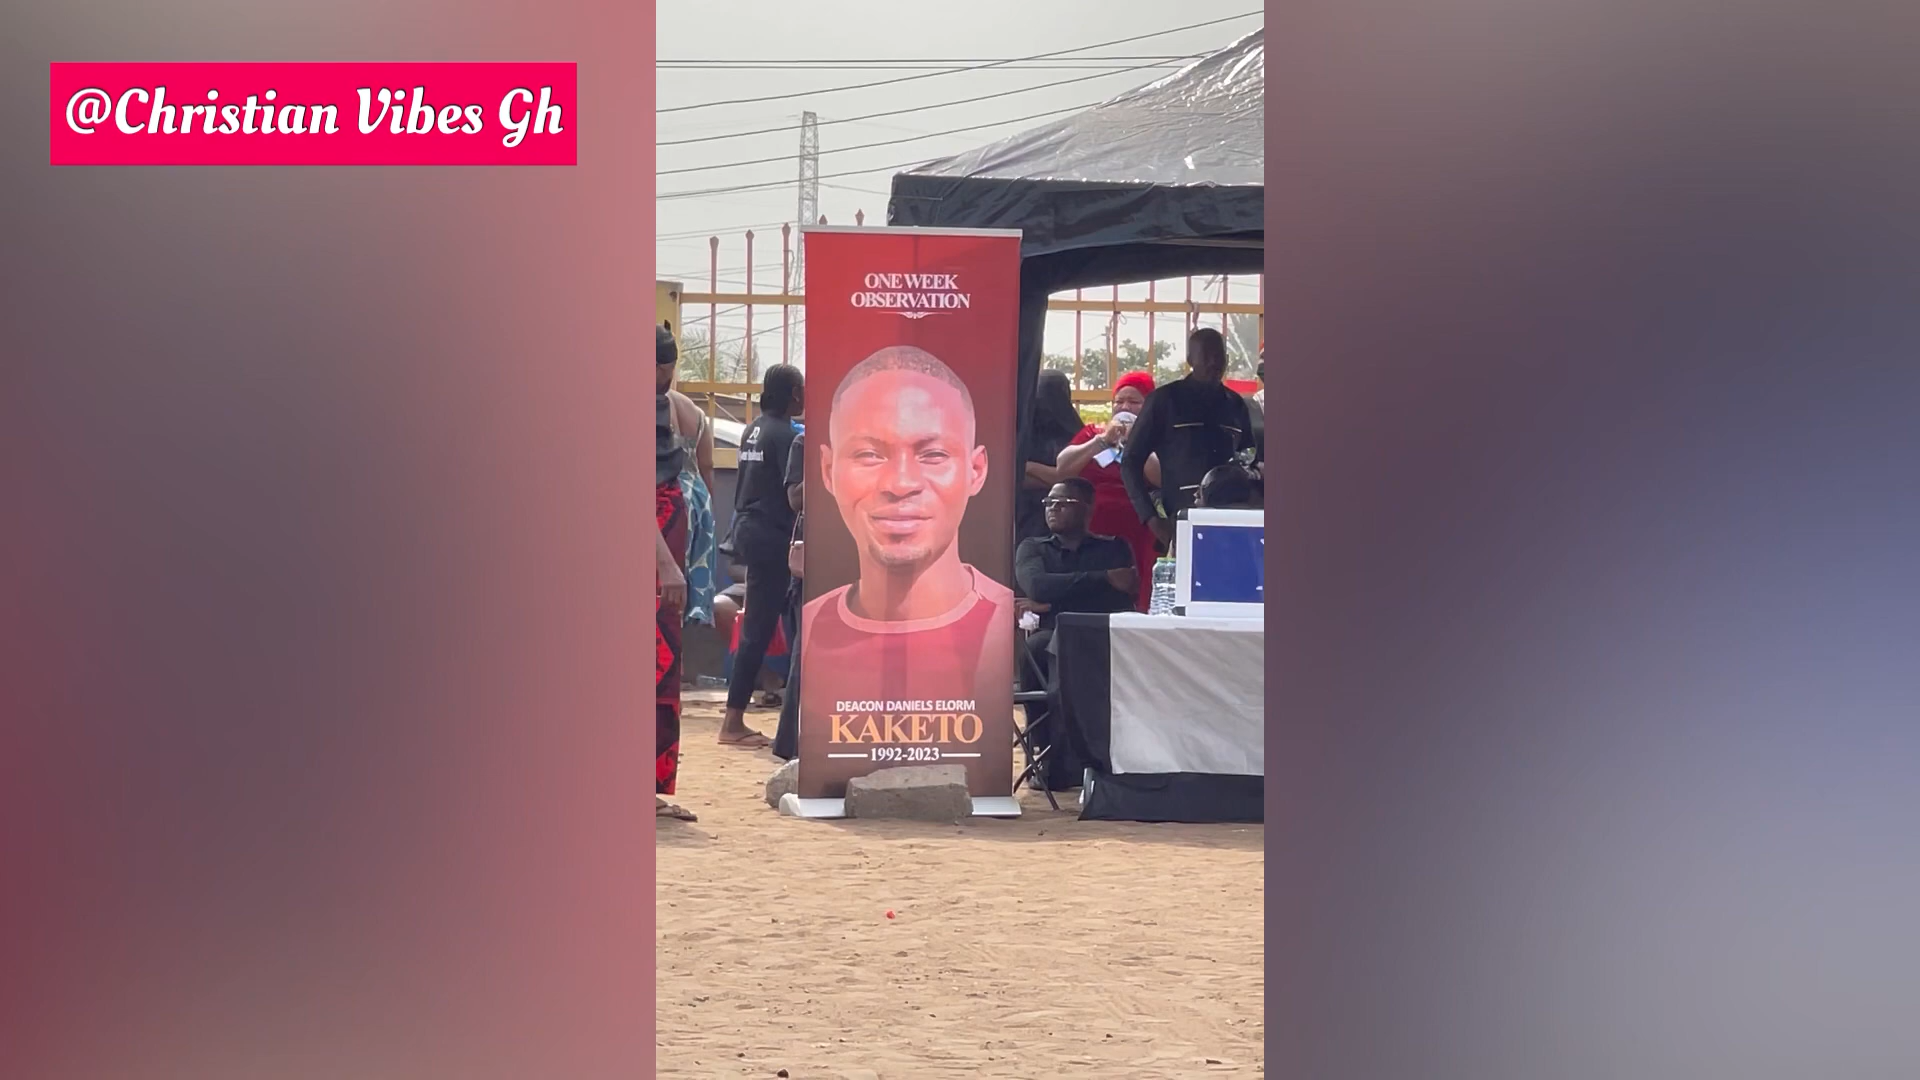 @Christian Vibes Gh
ONE WEEK
OBSERVATION
DEACON DANIELS ELORM
KAKETO
1992-2023